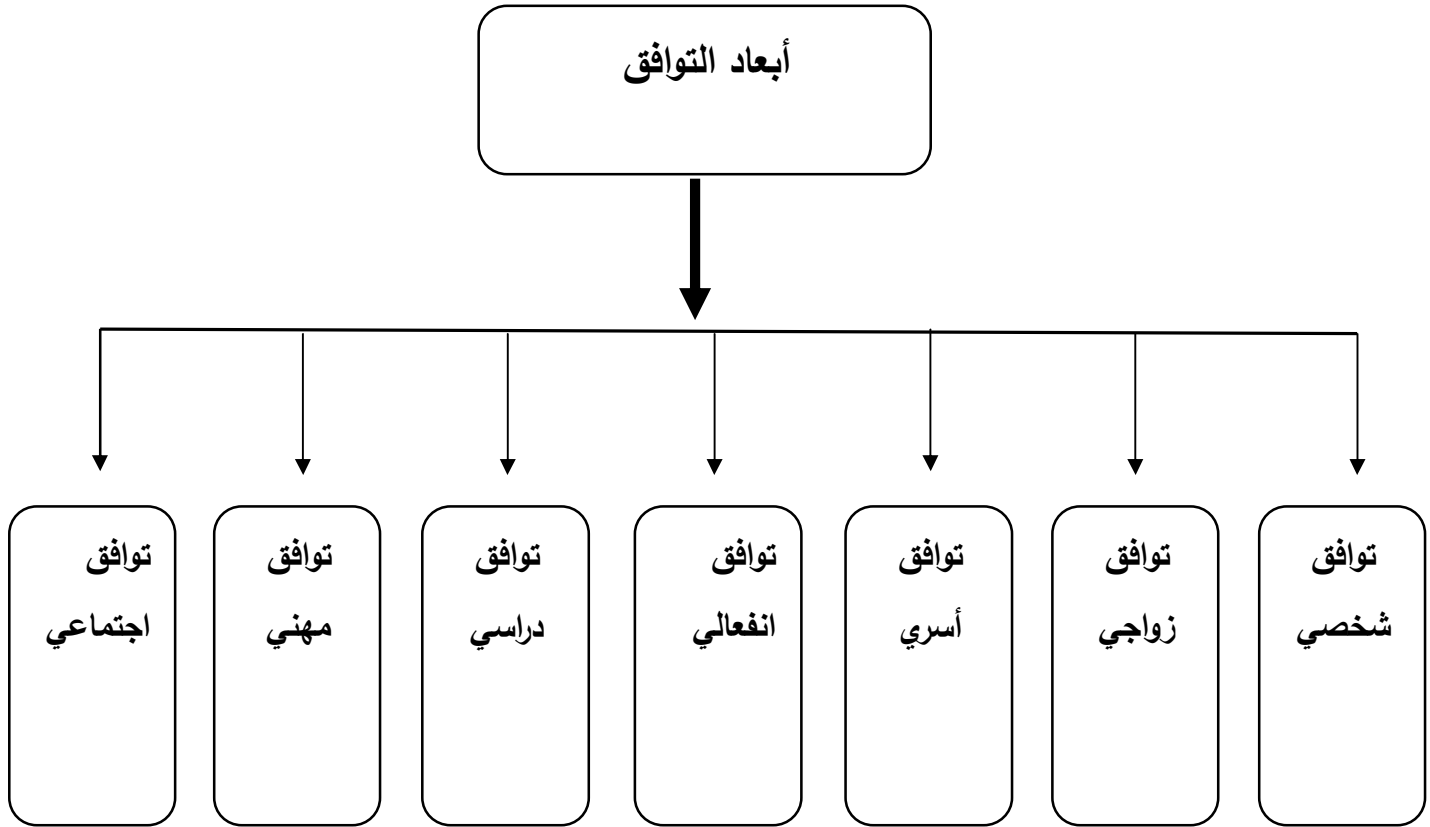 أبعاد التوافق
توافق
شخصي
توافق
زواجي
توافق
أسري
توافق
انفعالي
توافق
دراسي
توافق
مهني
توافق
اجتماعي